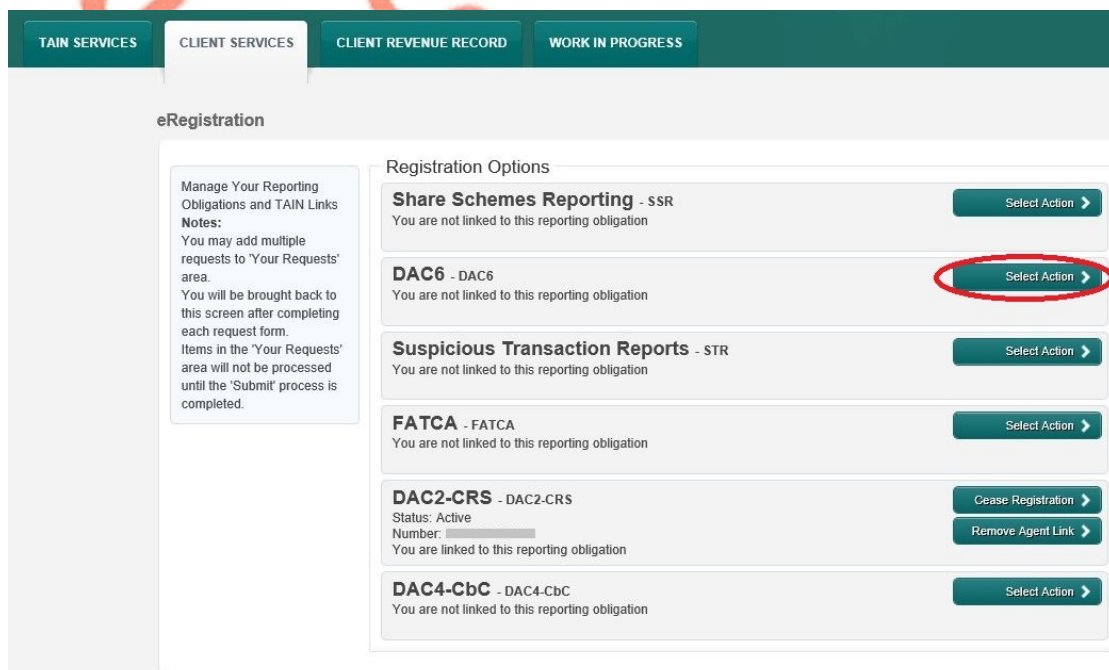 TAIN SERVICES
CLIENT SERVICES
CLIENT REVENUE RECORD
WORK IN PROGRESS
eRegistration
Manage Your Reporting
Obligations and TAIN Links
Notes:
You may add multiple
requests to 'Your Requests'
area.
You will be brought back to
this screen after completing
each request form.
Items in the 'Your Requests'
area will not be processed
until the 'Submit' process is
completed.
Registration Options
Share Schemes Reporting - SSR
You are not linked to this reporting obligation
Select Action
DAC6 - DAC6
You are not linked to this reporting obligation
Select Action
Suspicious Transaction Reports - STR
You are not linked to this reporting obligation
Select Action
FATCA - FATCA
You are not linked to this reporting obligation
Select Action
DAC2-CRS - DAC2-CRS
Status: Active
Number:
You are linked to this reporting obligation
Cease Registration
Remove Agent Link
DAC4-CbC - DAC4-CbC
You are not linked to this reporting obligation
Select Action